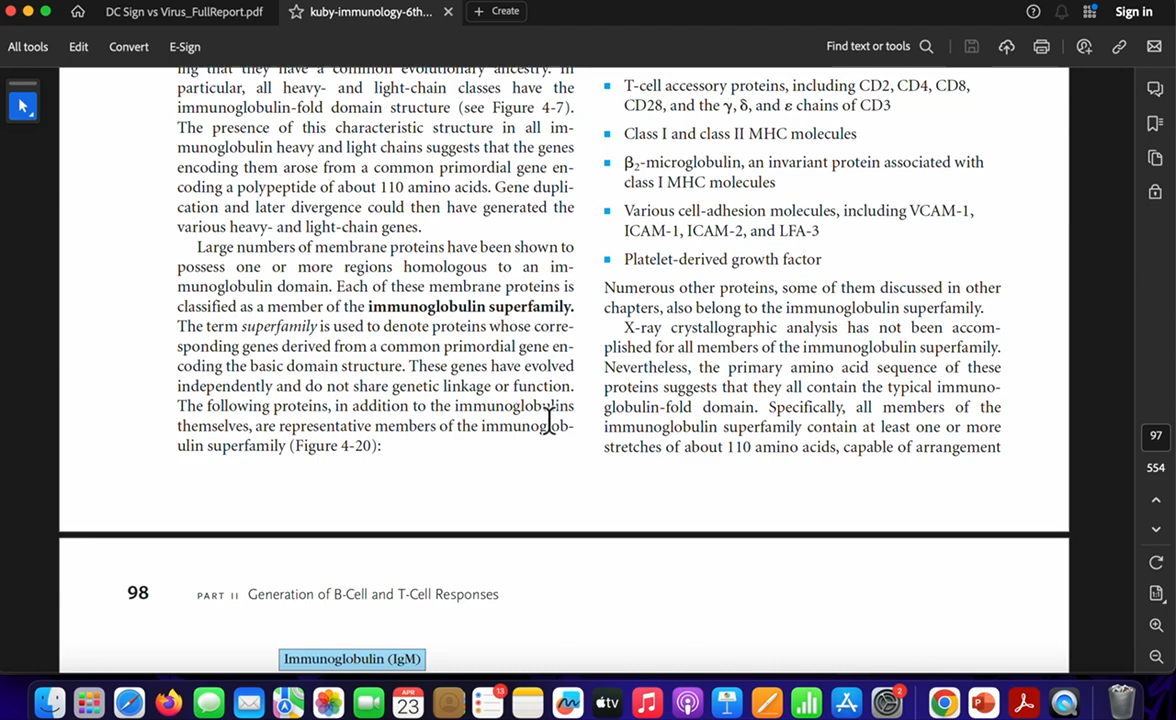 DC Sign vs Virus_FullReport.pdf
kuby-immunology-6th...
Create
Sign in
All tools
Edit
Convert
E-Sign
Find text or tools
ing that they have a common evolutionary ancestry. In
particular, all heavy- and light-chain classes have the
immunoglobulin-fold domain structure (see Figure 4-7).
The presence of this characteristic structure in all im-
munoglobulin heavy and light chains suggests that the genes
encoding them arose from a common primordial gene en-
coding a polypeptide of about 110 amino acids. Gene dupli-
cation and later divergence could then have generated the
various heavy- and light-chain genes.
Large numbers of membrane proteins have been shown to
possess one or more regions homologous to an im-
munoglobulin domain. Each of these membrane proteins is
classified as a member of the immunoglobulin superfamily.
The term superfamily is used to denote proteins whose corre-
sponding genes derived from a common primordial gene en-
coding the basic domain structure. These genes have evolved
independently and do not share genetic linkage or function.
The following proteins, in addition to the immunoglobulins
themselves, are representative members of the immunoglob-
ulin superfamily (Figure 4-20):
T-cell accessory proteins, including CD2, CD4, CD8,
CD28, and the γ, δ, and ε chains of CD3
Class I and class II MHC molecules
β₂-microglobulin, an invariant protein associated with
class I MHC molecules
Various cell-adhesion molecules, including VCAM-1,
ICAM-1, ICAM-2, and LFA-3
Platelet-derived growth factor
Numerous other proteins, some of them discussed in other
chapters, also belong to the immunoglobulin superfamily.
X-ray crystallographic analysis has not been accom-
plished for all members of the immunoglobulin superfamily.
Nevertheless, the primary amino acid sequence of these
proteins suggests that they all contain the typical immuno-
globulin-fold domain. Specifically, all members of the
immunoglobulin superfamily contain at least one or more
stretches of about 110 amino acids, capable of arrangement
97
554
98 PART II Generation of B-Cell and T-Cell Responses
Immunoglobulin (IgM)
APR
23
13
tv
2